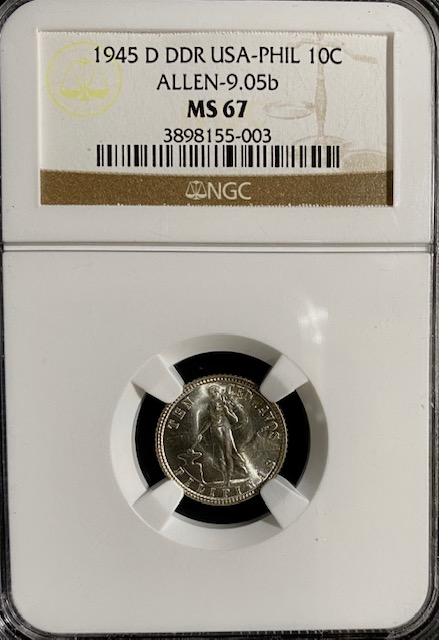 1945 D DDR USA-PHIL 10C
ALLEN-9.05b
MS 67
3898155-003
NGC
TEN CENTAVOS
FILIPINAS